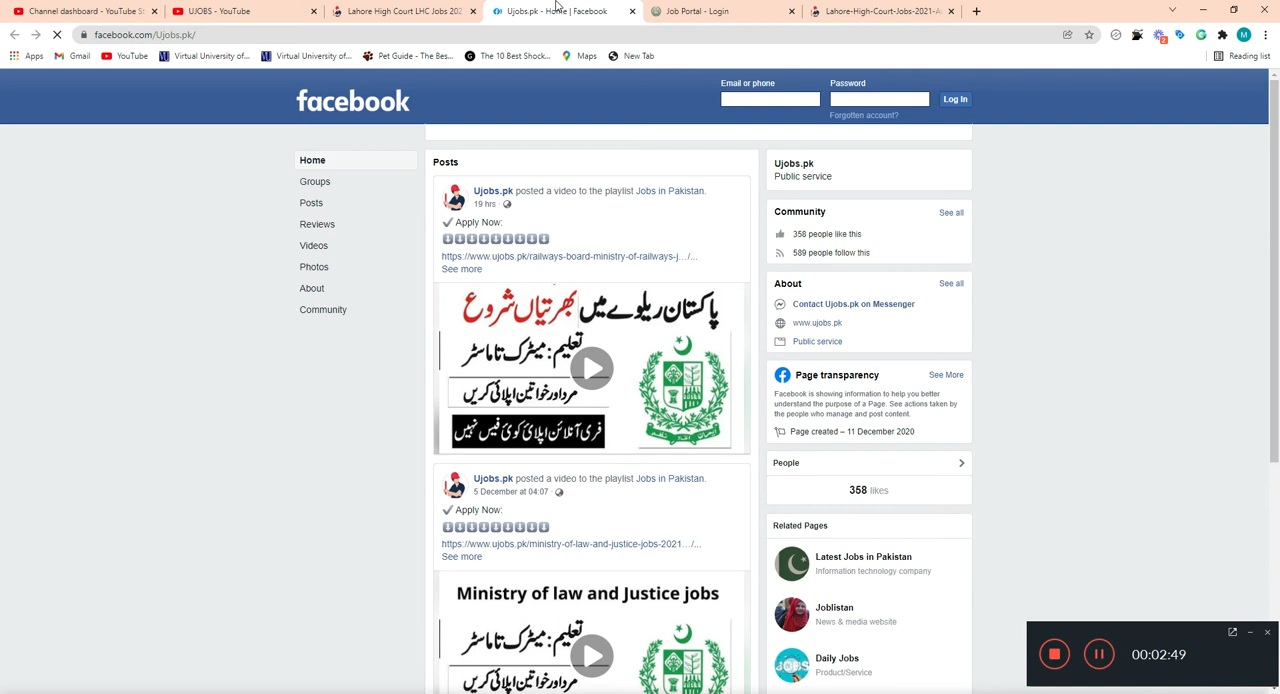 Channel dashboard - YouTube St
UJOBS - YouTube
Lahore High Court LHC Jobs 202
Ujobs.pk - Home | Facebook
Job Portal - Login
Lahore-High-Court-Jobs-2021-A
facebook.com/Ujobs.pk/
2
M
Apps
Gmail
YouTube
Virtual University of...
Virtual University of...
Pet Guide - The Bes...
The 10 Best Shock...
Maps
New Tab
Reading list
facebook
Email or phone
Password
Log In
Forgotten account?
Home
Groups
Posts
Reviews
Videos
Photos
About
Community
Posts
Ujobs.pk posted a video to the playlist Jobs in Pakistan.
19 hrs
Apply Now:
https://www.ujobs.pk/railways-board-ministry-of-railways-j.../...
See more
پاکستان ریلوے میں بھرتیاں شروع
تعلیم: میٹرک تا ماسٹر
مرد اور خواتین اپلائی کریں
فری آنلائن اپلائی کوئ فیس نہیں
Ujobs.pk posted a video to the playlist Jobs in Pakistan.
5 December at 04:07
Apply Now:
https://www.ujobs.pk/ministry-of-law-and-justice-jobs-2021.../...
See more
Ministry of law and Justice jobs
تعلیم: میٹرک تا ماسٹر
مرد اور خواتین اپلائی کریں
Ujobs.pk
Public service
Community
See all
358 people like this
589 people follow this
About
See all
Contact Ujobs.pk on Messenger
www.ujobs.pk
Public service
Page transparency
See More
Facebook is showing information to help you better
understand the purpose of a Page. See actions taken by
the people who manage and post content.
Page created – 11 December 2020
People
358 likes
Related Pages
Latest Jobs in Pakistan
Information technology company
Joblistan
News & media website
JOBS
Daily Jobs
Product/Service
00:02:49